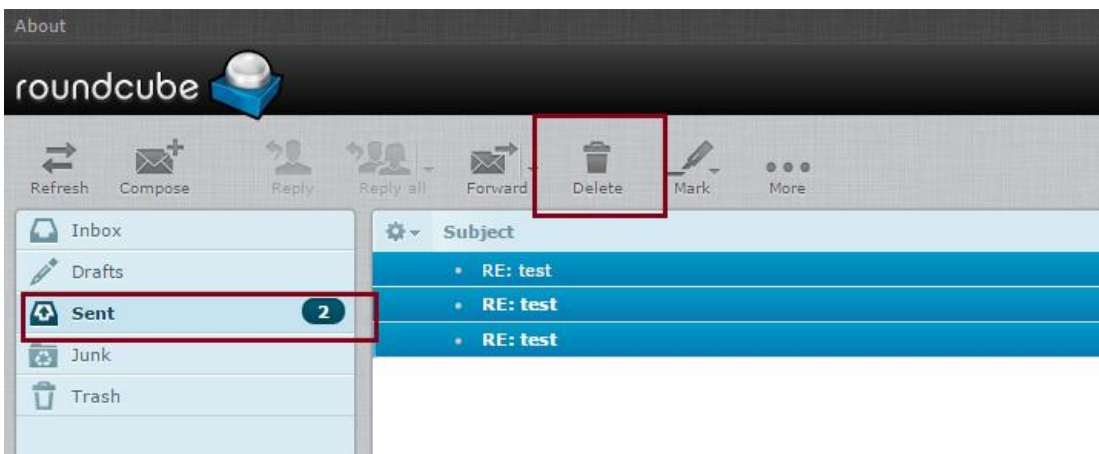 About
roundcube
Refresh Compose Reply Reply all Forward Delete Mark More
Inbox
Drafts
Sent 2
Junk
Trash
Subject
RE: test
RE: test
RE: test